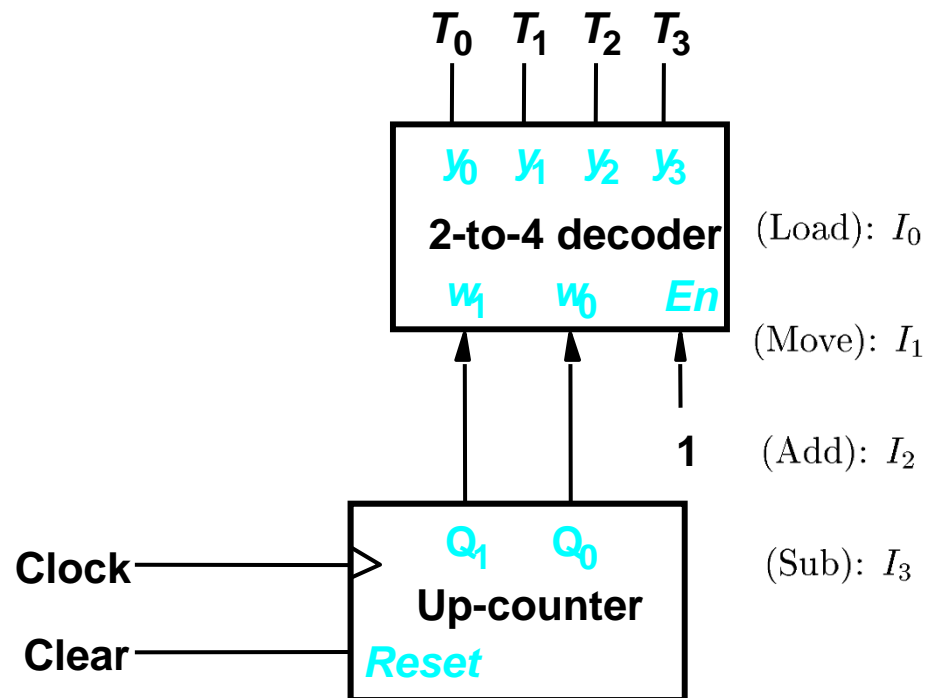 T0 T1 T2 T3
y0 y1 y2 y3
2-to-4 decoder
w1 w0 En
(Load): I0
(Move): I1
1
(Add): I2
Q1 Q0
(Sub): I3
Clock
Up-counter
Clear
Reset